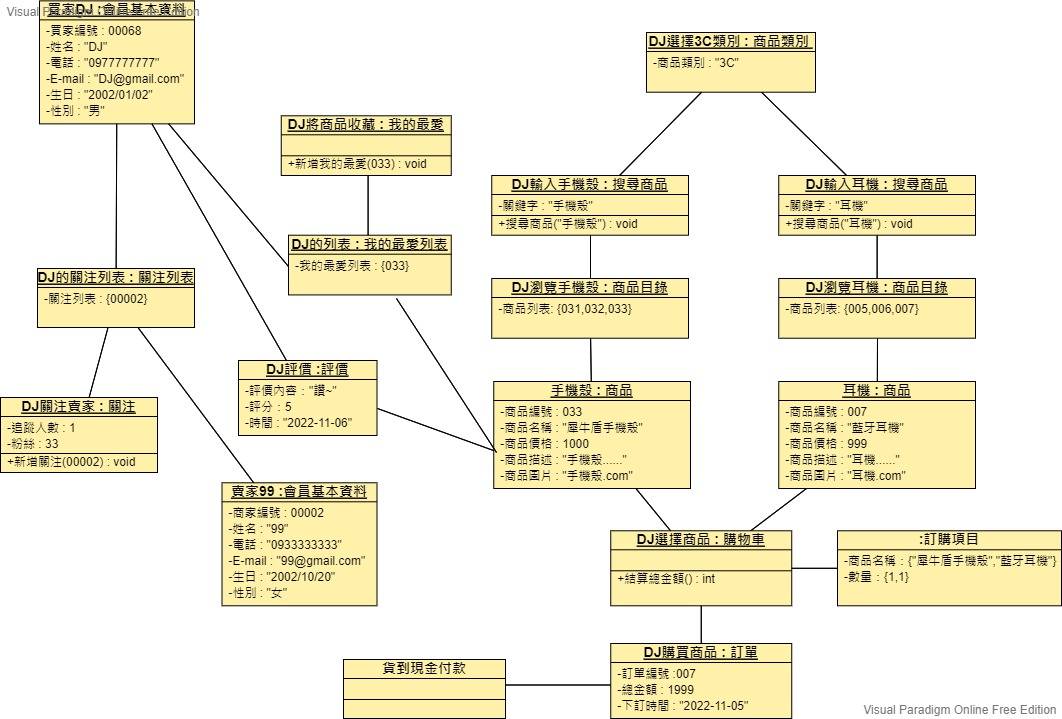 Visual Paradigm Online Free Edition
買家DJ :會員基本資料
-買家編號 : 00068
-姓名 : "DJ"
-電話 : "0977777777"
-E-mail : "DJ@gmail.com"
-生日 : "2002/01/02"
-性別 : "男"
DJ選擇3C類別 : 商品類別
-商品類別 : "3C"
DJ將商品收藏 : 我的最愛
+新增我的最愛(033) : void
DJ輸入手機殼 : 搜尋商品
-關鍵字 : "手機殼"
+搜尋商品("手機殼") : void
DJ輸入耳機 : 搜尋商品
-關鍵字 : "耳機"
+搜尋商品("耳機") : void
DJ的列表 : 我的最愛列表
-我的最愛列表 : {033}
DJ的關注列表 : 關注列表
-關注列表 : {00002}
DJ瀏覽手機殼 : 商品目錄
-商品列表: {031,032,033}
DJ瀏覽耳機 : 商品目錄
-商品列表: {005,006,007}
DJ評價 :評價
-評價內容 : "讚~"
-評分 : 5
-時間 : "2022-11-06"
手機殼 : 商品
-商品編號 : 033
-商品名稱 : "犀牛盾手機殼"
-商品價格 : 1000
-商品描述 : "手機殼......"
-商品圖片 : "手機殼.com"
耳機 : 商品
-商品編號 : 007
-商品名稱 : "藍牙耳機"
-商品價格 : 999
-商品描述 : "耳機......"
-商品圖片 : "耳機.com"
DJ關注賣家 : 關注
-追蹤人數 : 1
-粉絲 : 33
+新增關注(00002) : void
賣家99 :會員基本資料
-商家編號 : 00002
-姓名 : "99"
-電話 : "0933333333"
-E-mail : "99@gmail.com"
-生日 : "2002/10/20"
-性別 : "女"
DJ選擇商品 : 購物車
+結算總金額() : int
:訂購項目
-商品名稱 : {"犀牛盾手機殼","藍牙耳機"}
-數量 : {1,1}
DJ購買商品 : 訂單
-訂單編號 :007
-總金額 : 1999
-下訂時間 : "2022-11-05"
貨到現金付款
Visual Paradigm Online Free Edition